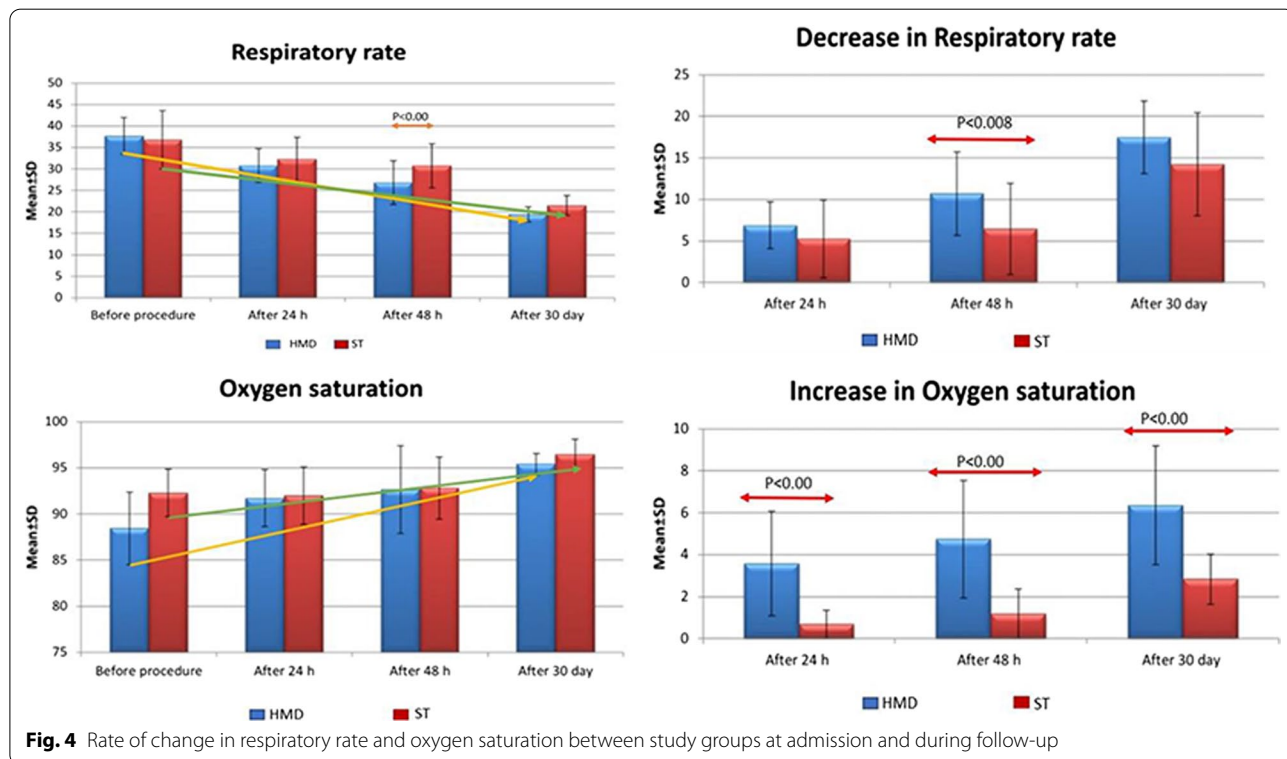 Respiratory rate
50
45
40
35
30
25
20
15
10
5
0
Mean±SD
P<0.00
Before procedure After 24 h After 48 h After 30 day
HMD ST
Decrease in Respiratory rate
25
20
15
10
5
0
Mean±SD
P<0.008
After 24 h After 48 h After 30 day
HMD ST
Oxygen saturation
100
95
90
85
80
75
Mean±SD
Before procedure After 24 h After 48 h After 30 day
HMD ST
Increase in Oxygen saturation
10
8
6
4
2
0
Mean±SD
P<0.00
P<0.00
P<0.00
After 24 h After 48 h After 30 day
HMD ST
Fig. 4 Rate of change in respiratory rate and oxygen saturation between study groups at admission and during follow-up